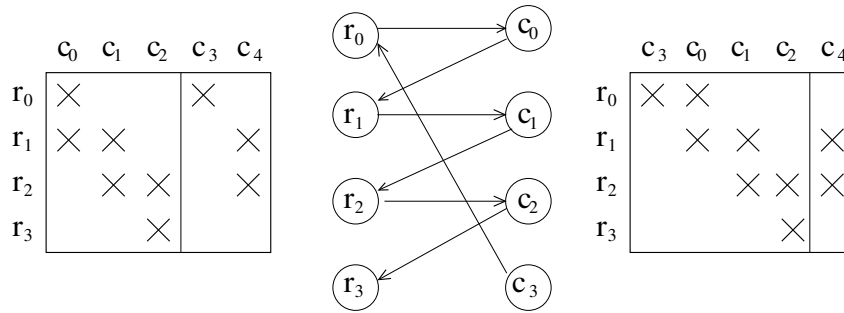 c₀ c₁ c₂ c₃ c₄
r₀
r₁
r₂
r₃
r₀ c₀
r₁ c₁
r₂ c₂
r₃ c₃
c₃ c₀ c₁ c₂ c₄
r₀
r₁
r₂
r₃